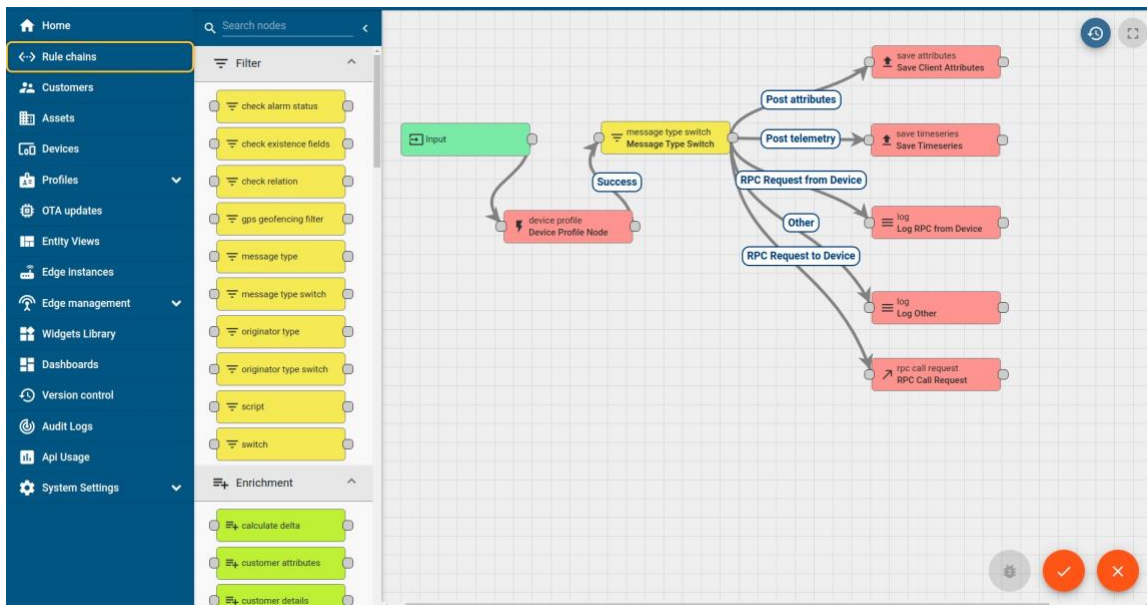 Home
Rule chains
Customers
Assets
Devices
Profiles
OTA updates
Entity Views
Edge instances
Edge management
Widgets Library
Dashboards
Version control
Audit Logs
Api Usage
System Settings
Search nodes
Filter
check alarm status
check existence fields
check relation
gps geofencing filter
message type
message type switch
originator type
originator type switch
script
switch
Enrichment
calculate delta
customer attributes
customer details
Input
device profile
Device Profile Node
Success
message type switch
Message Type Switch
Post attributes
Post telemetry
RPC Request from Device
Other
RPC Request to Device
save attributes
Save Client Attributes
save timeseries
Save Timeseries
log
Log RPC from Device
log
Log Other
rpc call request
RPC Call Request